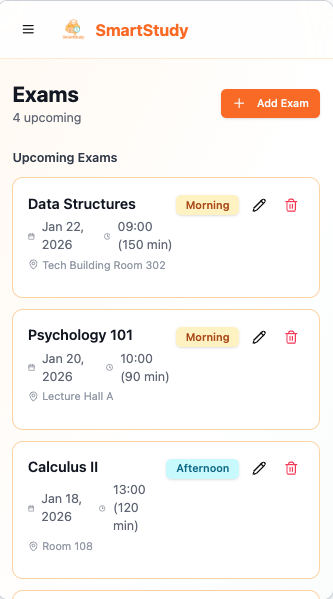 SmartStudy
Exams
4 upcoming
+ Add Exam
Upcoming Exams
Data Structures
Morning
Jan 22,
2026
09:00
(150 min)
Tech Building Room 302
Psychology 101
Morning
Jan 20,
2026
10:00
(90 min)
Lecture Hall A
Calculus II
Afternoon
Jan 18,
2026
13:00
(120
min)
Room 108